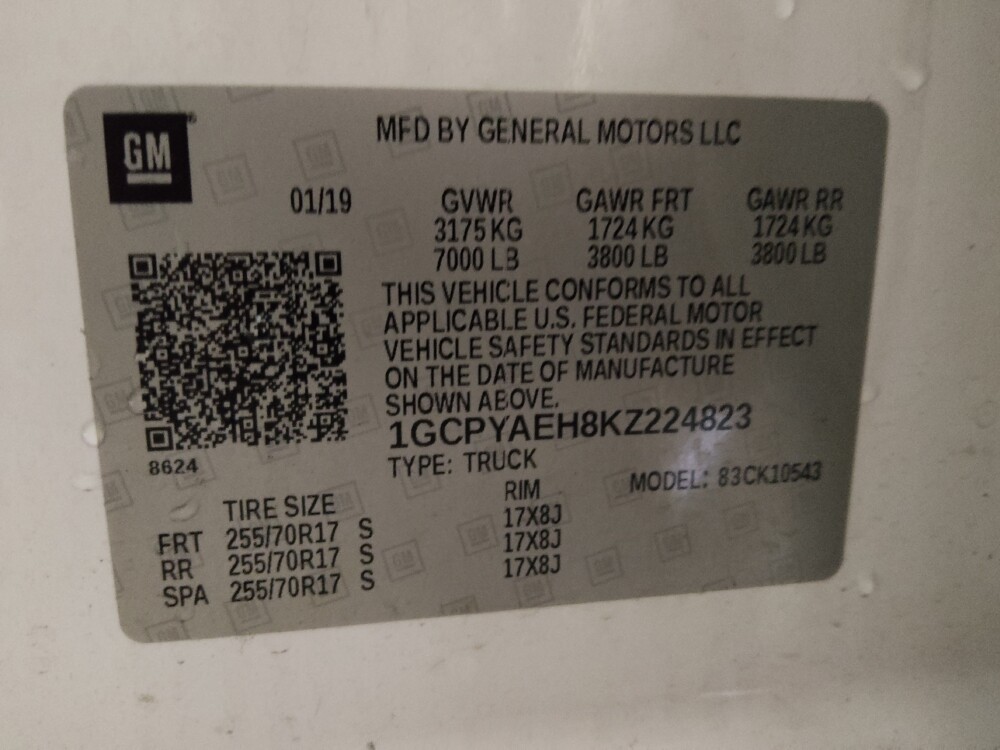 GM
MFD BY GENERAL MOTORS LLC
01/19 GVWR GAWR FRT GAWR RR
3175 KG 1724 KG 1724 KG
7000 LB 3800 LB 3800 LB
THIS VEHICLE CONFORMS TO ALL
APPLICABLE U.S. FEDERAL MOTOR
VEHICLE SAFETY STANDARDS IN EFFECT
ON THE DATE OF MANUFACTURE
SHOWN ABOVE.
1GCPYAEH8KZ224823
8624
TYPE: TRUCK MODEL: 83CK10543
TIRE SIZE RIM
FRT 255/70R17 S 17X8J
RR 255/70R17 S 17X8J
SPA 255/70R17 S 17X8J